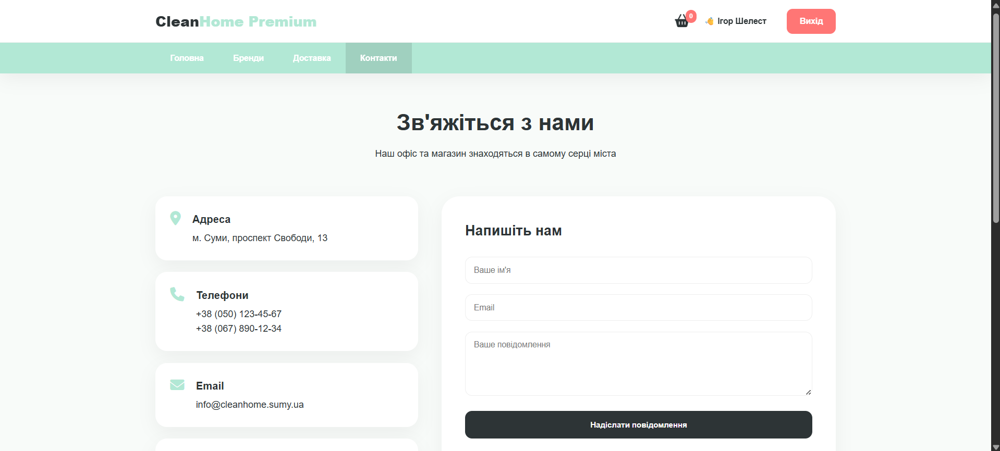 CleanHome Premium
0
Ігор Шелест
Вихід
Головна
Бренди
Доставка
Контакти
Зв'яжіться з нами
Наш офіс та магазин знаходяться в самому серці міста
Адреса
м. Суми, проспект Свободи, 13
Телефони
+38 (050) 123-45-67
+38 (067) 890-12-34
Email
info@cleanhome.sumy.ua
Напишіть нам
Ваше ім'я
Email
Ваше повідомлення
Надіслати повідомлення